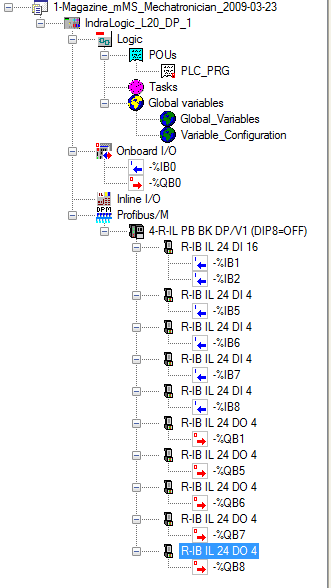 1-Magazine_mMS_Mechatronician_2009-03-23
IndraLogic_L20_DP_1
Logic
POUs
PLC_PRG
Tasks
Global variables
Global_Variables
Variable_Configuration
Onboard I/O
-%IB0
-%QB0
Inline I/O
Profibus/M
4-R-IL PB BK DP/V1 (DIP8=OFF)
R-IB IL 24 DI 16
-%IB1
-%IB2
R-IB IL 24 DI 4
-%IB5
R-IB IL 24 DI 4
-%IB6
R-IB IL 24 DI 4
-%IB7
R-IB IL 24 DI 4
-%IB8
R-IB IL 24 DO 4
-%QB1
R-IB IL 24 DO 4
-%QB5
R-IB IL 24 DO 4
-%QB6
R-IB IL 24 DO 4
-%QB7
R-IB IL 24 DO 4
-%QB8